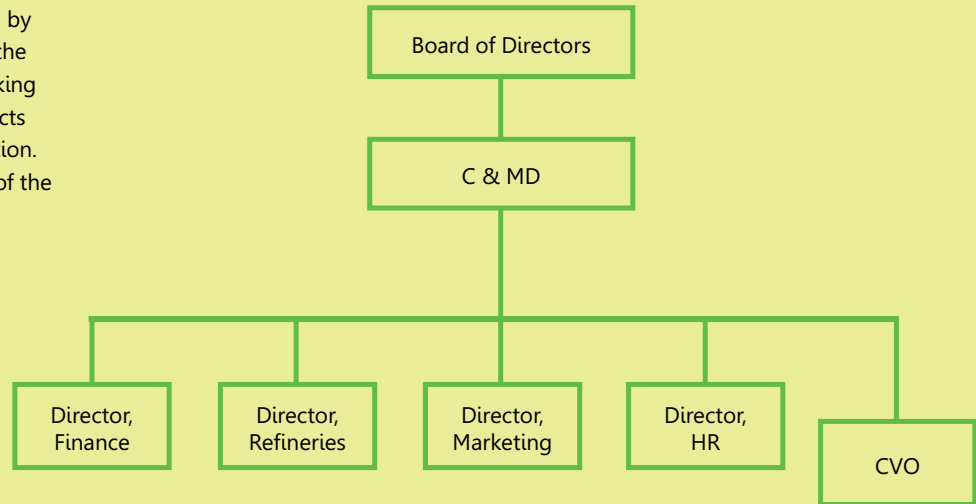 by
the
king
cts
tion.
of the
Board of Directors
C & MD
Director,
Finance
Director,
Refineries
Director,
Marketing
Director,
HR
CVO